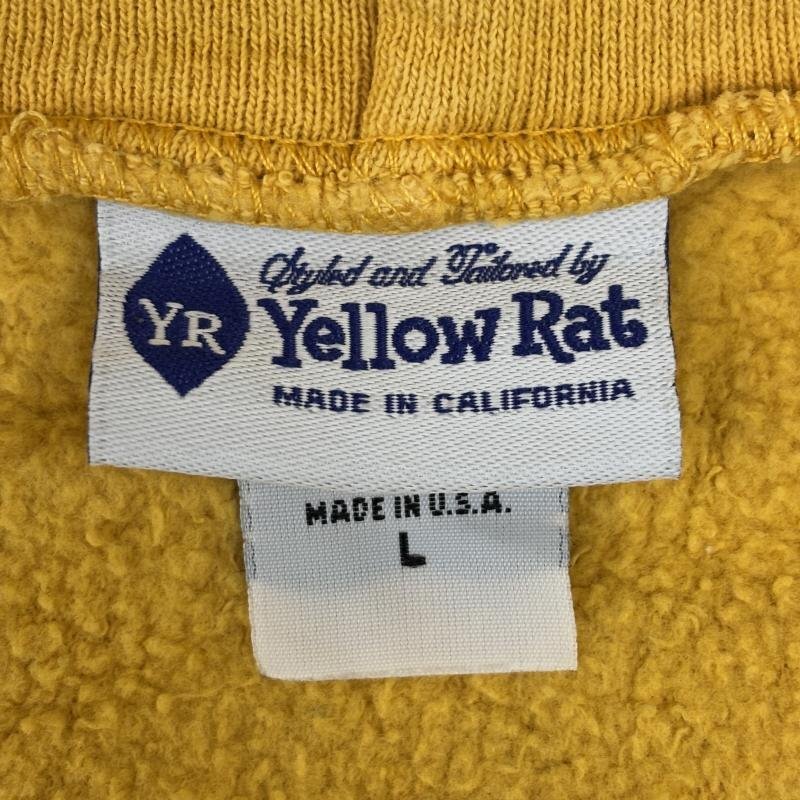 YR
Styled and Tailored by
Yellow Rat
MADE IN CALIFORNIA
MADE IN U.S.A.
L